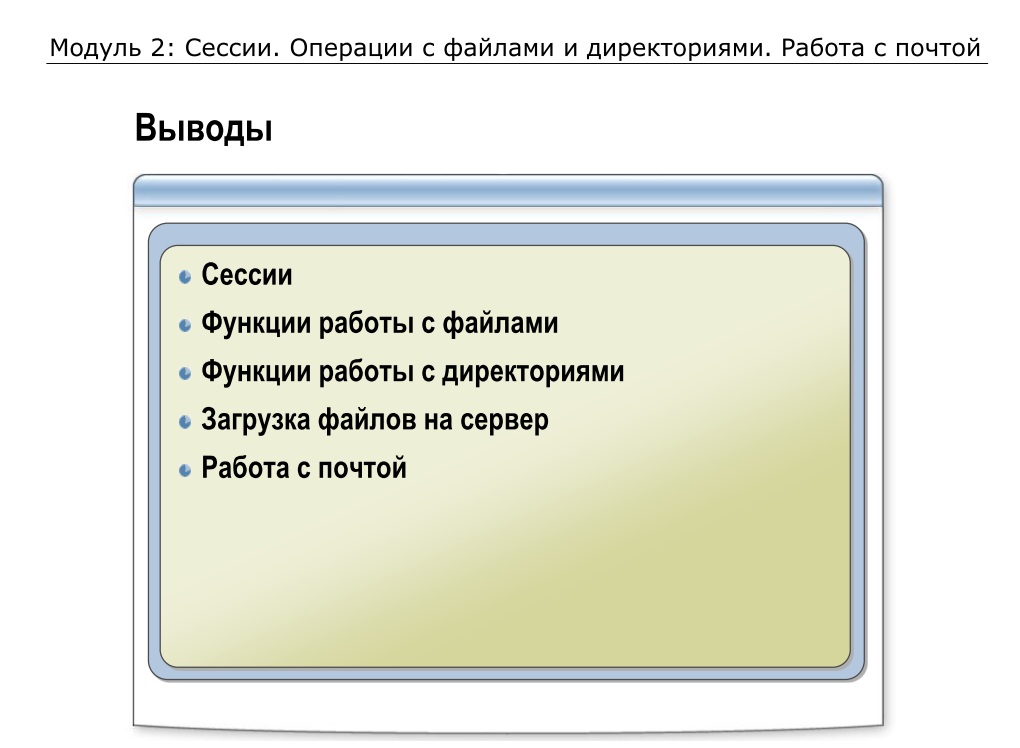 Модуль 2: Сессии. Операции с файлами и директориями. Работа с почтой
Выводы
Сессии
Функции работы с файлами
Функции работы с директориями
Загрузка файлов на сервер
Работа с почтой